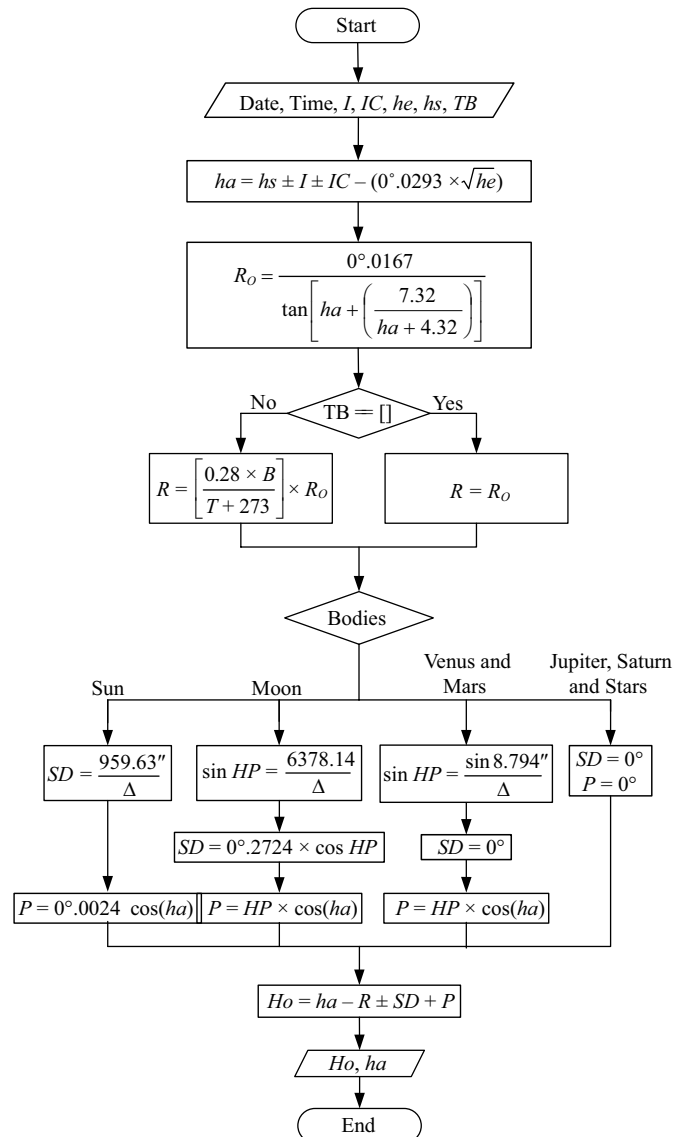 Start
Date, Time, I, IC, he, hs, TB
ha = hs ± I ± IC – (0°.0293 × √he)
R_O = 0°.0167 / tan[ha + (7.32 / (ha + 4.32))]
No
TB == []
Yes
R = [0.28 × B / (T + 273)] × R_O
R = R_O
Bodies
Sun
Moon
Venus and
Mars
Jupiter, Saturn
and Stars
SD = 959.63″ / Δ
sin HP = 6378.14 / Δ
sin HP = sin 8.794″ / Δ
SD = 0°
P = 0°
SD = 0°.2724 × cos HP
SD = 0°
P = 0°.0024 cos(ha)
P = HP × cos(ha)
P = HP × cos(ha)
Ho = ha – R ± SD + P
Ho, ha
End